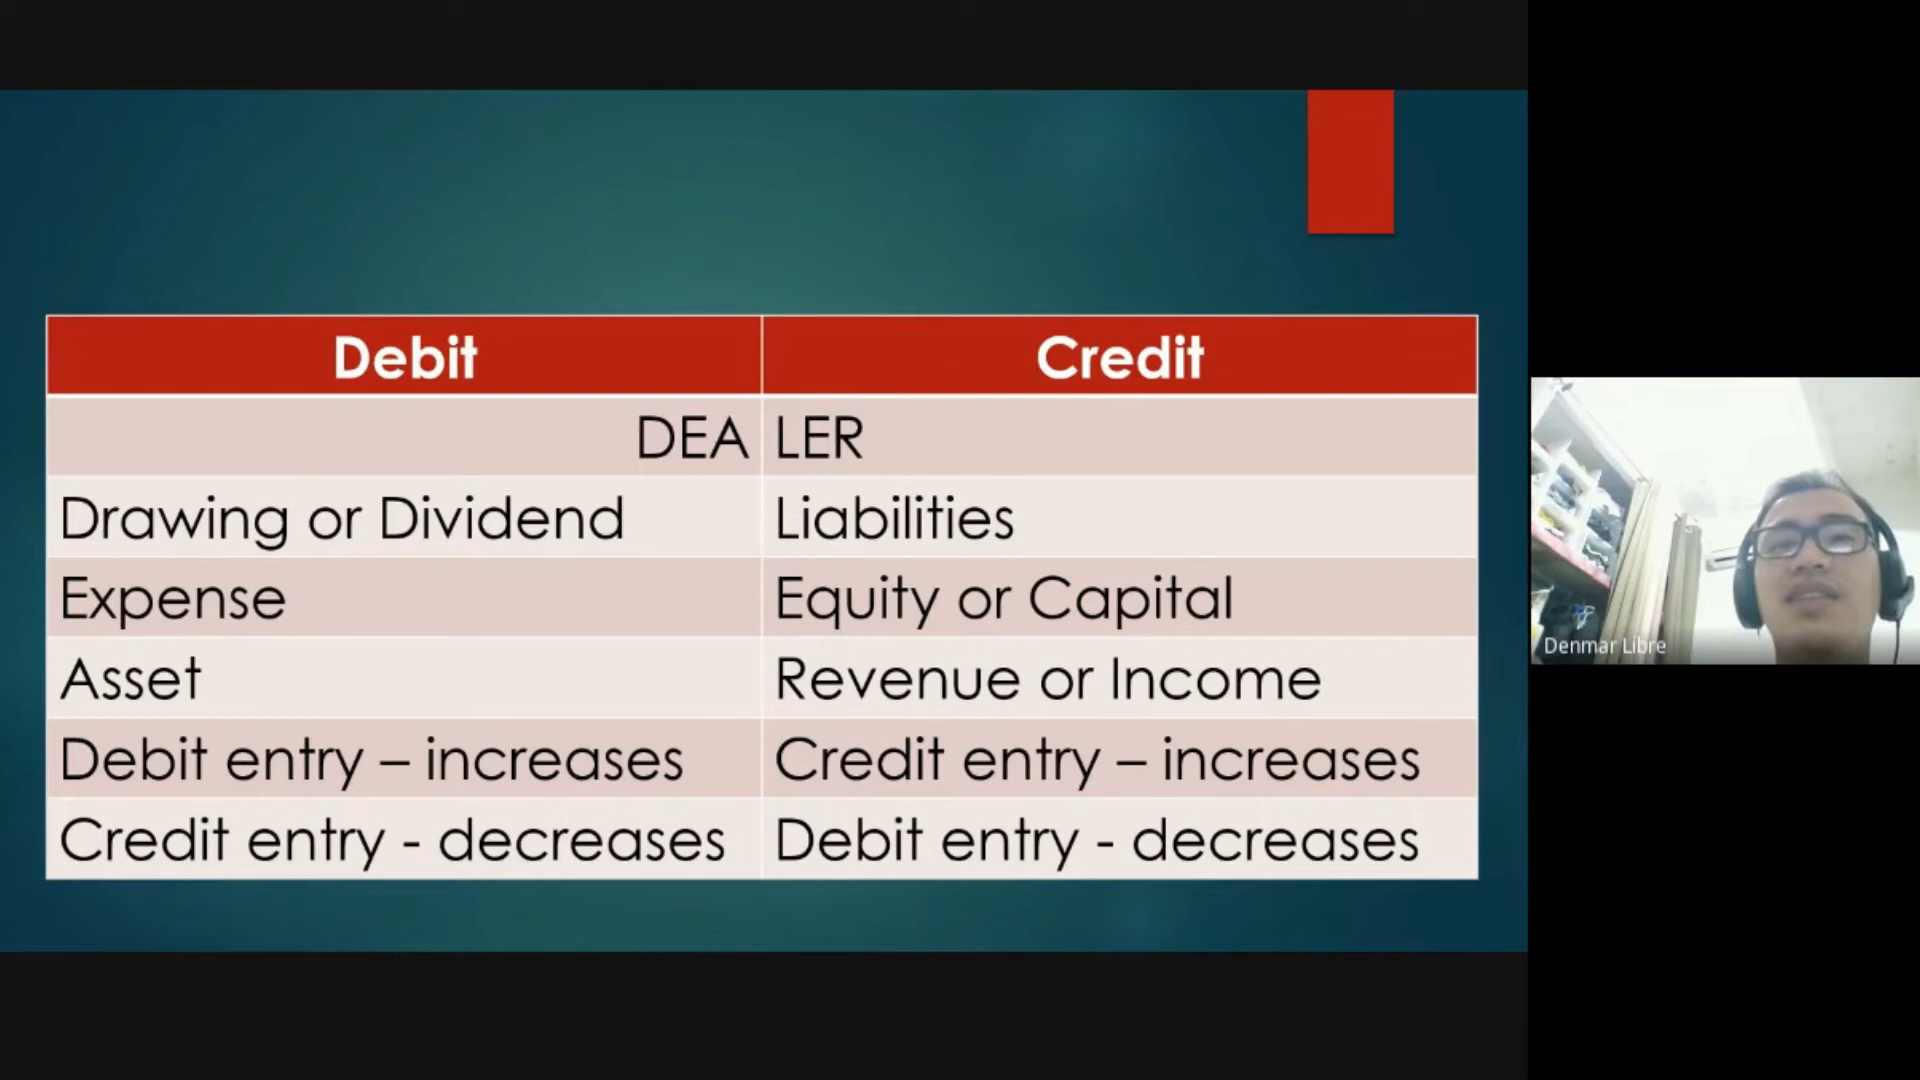 Debit Credit
DEA LER
Drawing or Dividend Liabilities
Expense Equity or Capital
Asset Revenue or Income
Debit entry – increases Credit entry – increases
Credit entry - decreases Debit entry - decreases
Denmar Libre